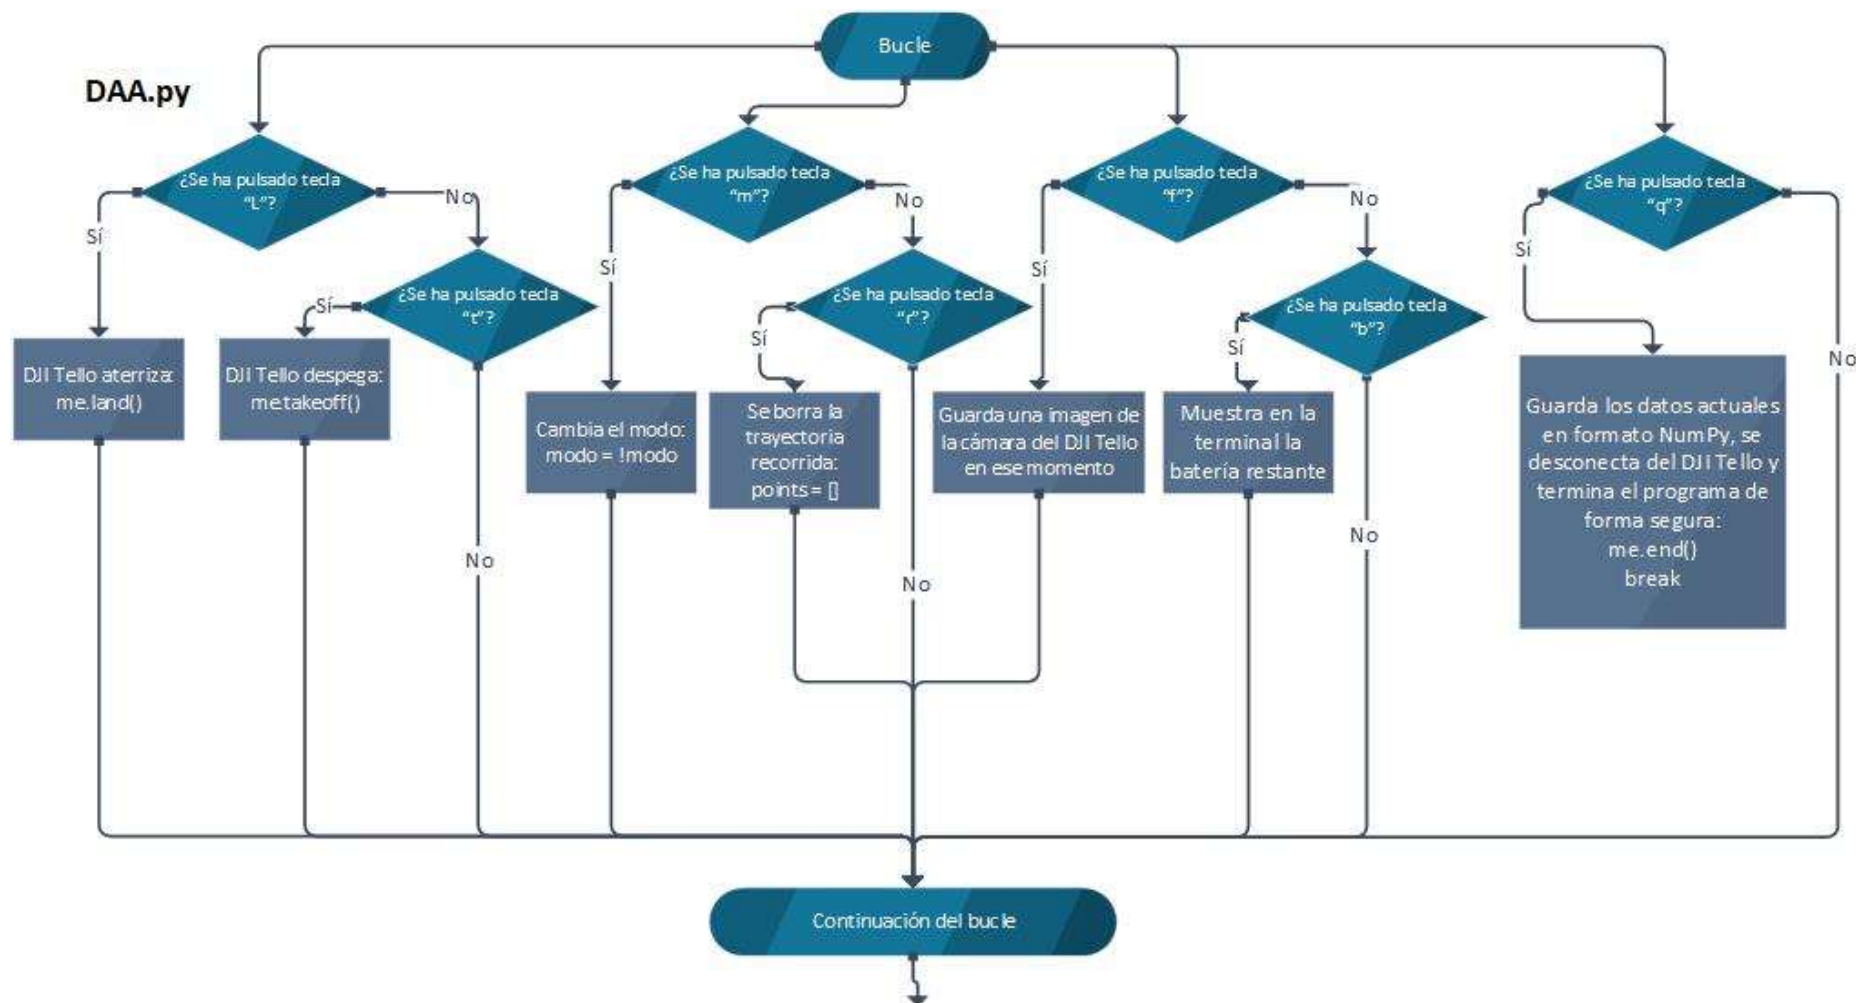 Bucle
DAA.py
¿Se ha pulsado tecla
“L”?
No
Sí
¿Se ha pulsado tecla
“t”?
Sí
DJI Tello aterriza:
me.land()
DJI Tello despega:
me.takeoff()
No
¿Se ha pulsado tecla
“m”?
No
Sí
¿Se ha pulsado tecla
“r”?
Sí
Cambia el modo:
modo = !modo
Se borra la
trayectoria
recorrida:
points = []
No
¿Se ha pulsado tecla
“f”?
No
Sí
¿Se ha pulsado tecla
“b”?
Sí
Guarda una imagen de
la cámara del DJI Tello
en ese momento
Muestra en la
terminal la
batería restante
No
¿Se ha pulsado tecla
“q”?
Sí
No
Guarda los datos actuales
en formato NumPy, se
desconecta del DJI Tello y
termina el programa de
forma segura:
me.end()
break
Continuación del bucle